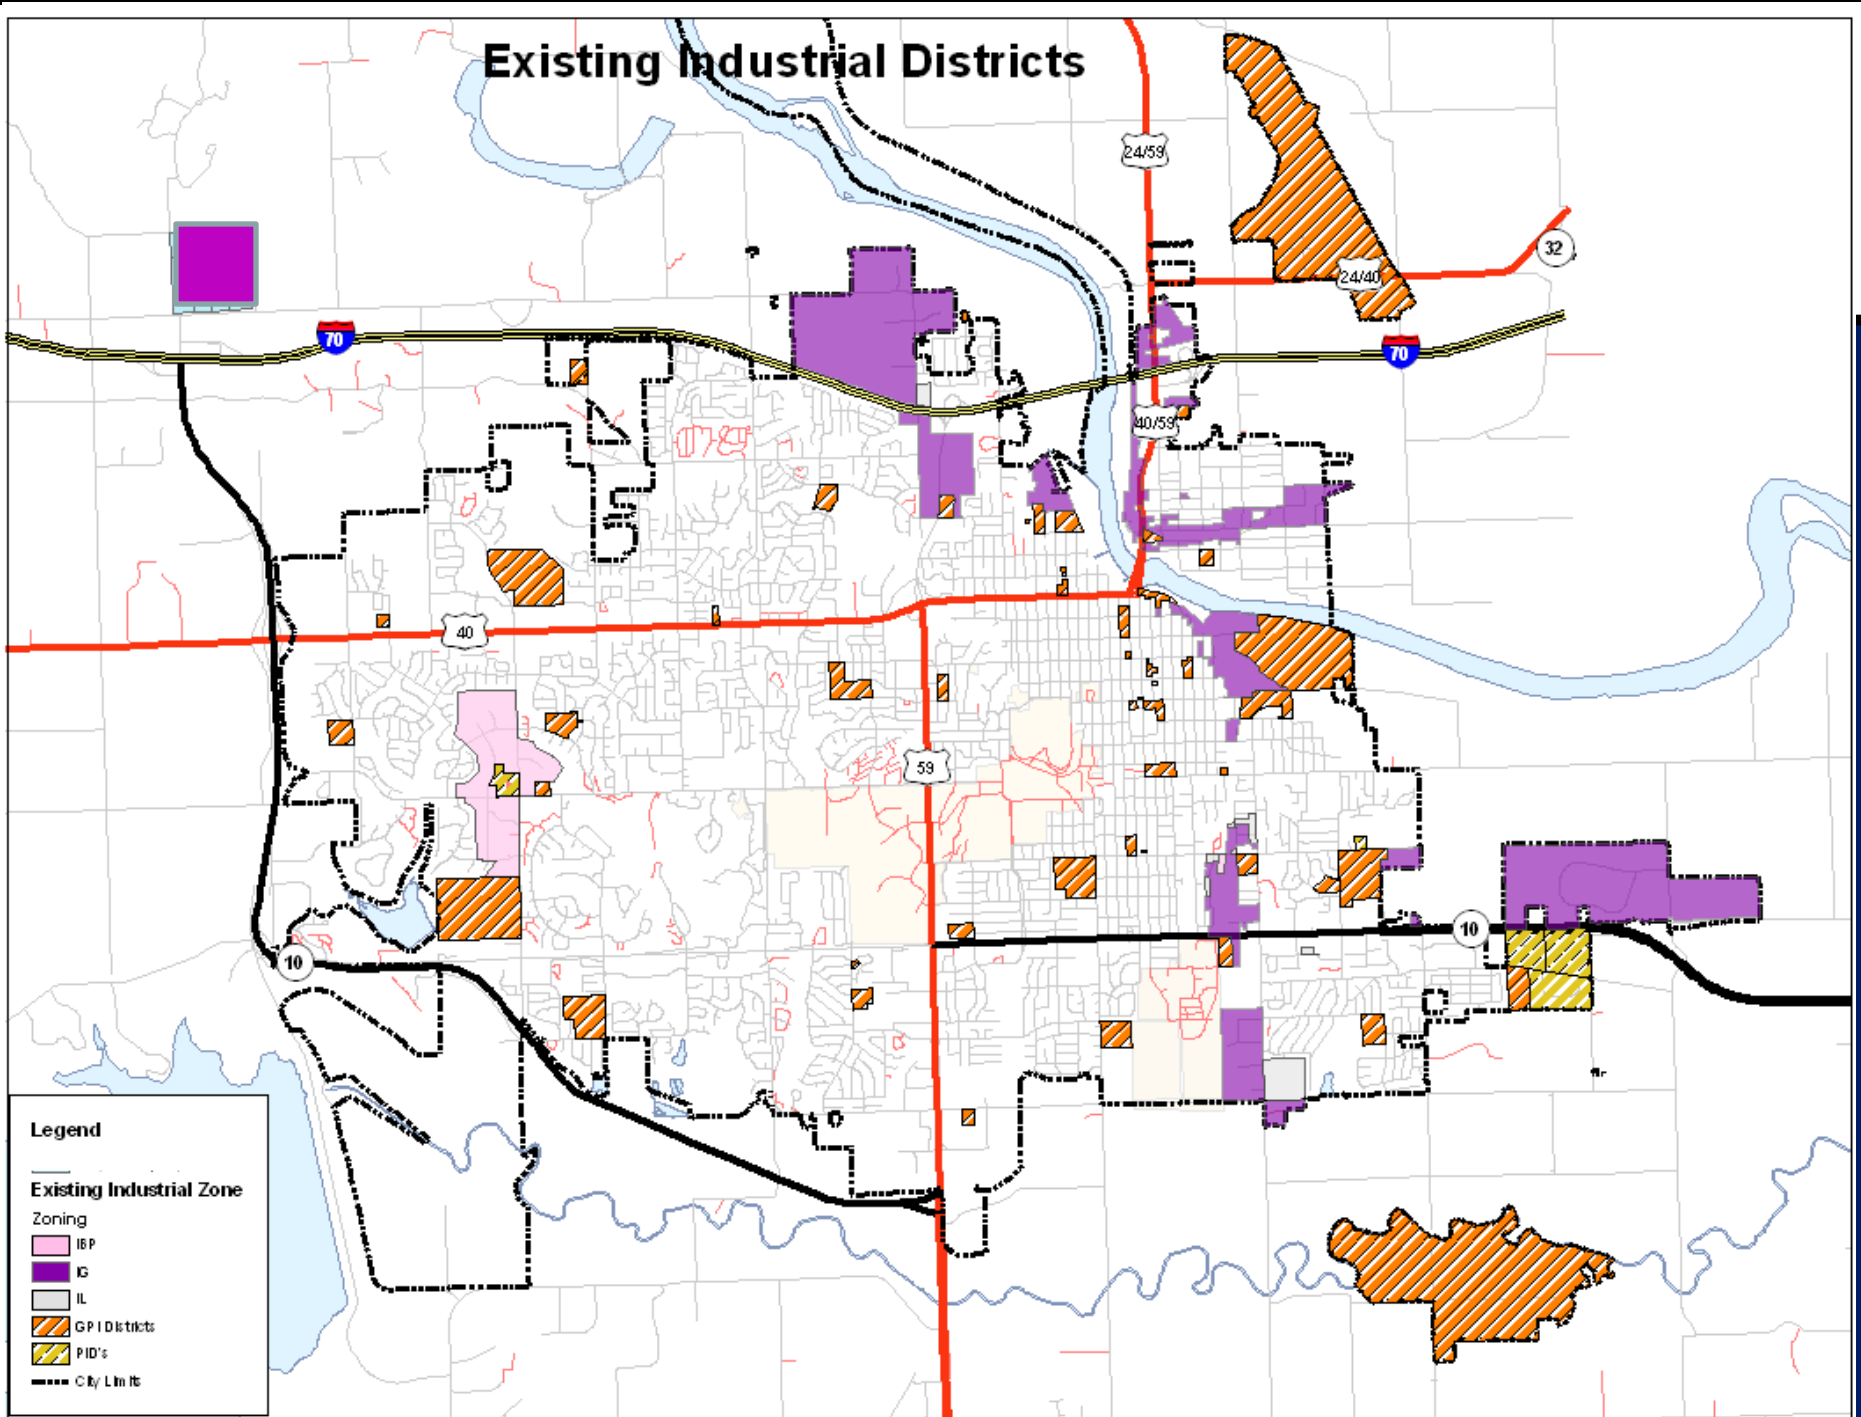 Existing Industrial Districts
24/59
32
24/40
70
70
40/59
40
59
10
10
Legend
Existing Industrial Zone
Zoning
IBP
IG
IL
GPI Districts
PID's
City Limits